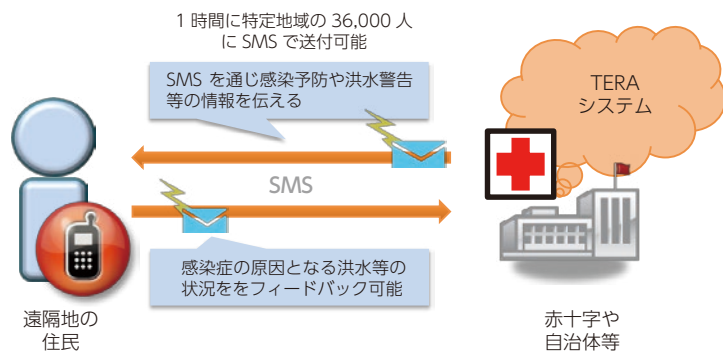 1 時間に特定地域の 36,000 人
に SMS で送付可能
SMS を通じ感染予防や洪水警告
等の情報を伝える
TERA
システム
SMS
感染症の原因となる洪水等の
状況ををフィードバック可能
遠隔地の
住民
赤十字や
自治体等